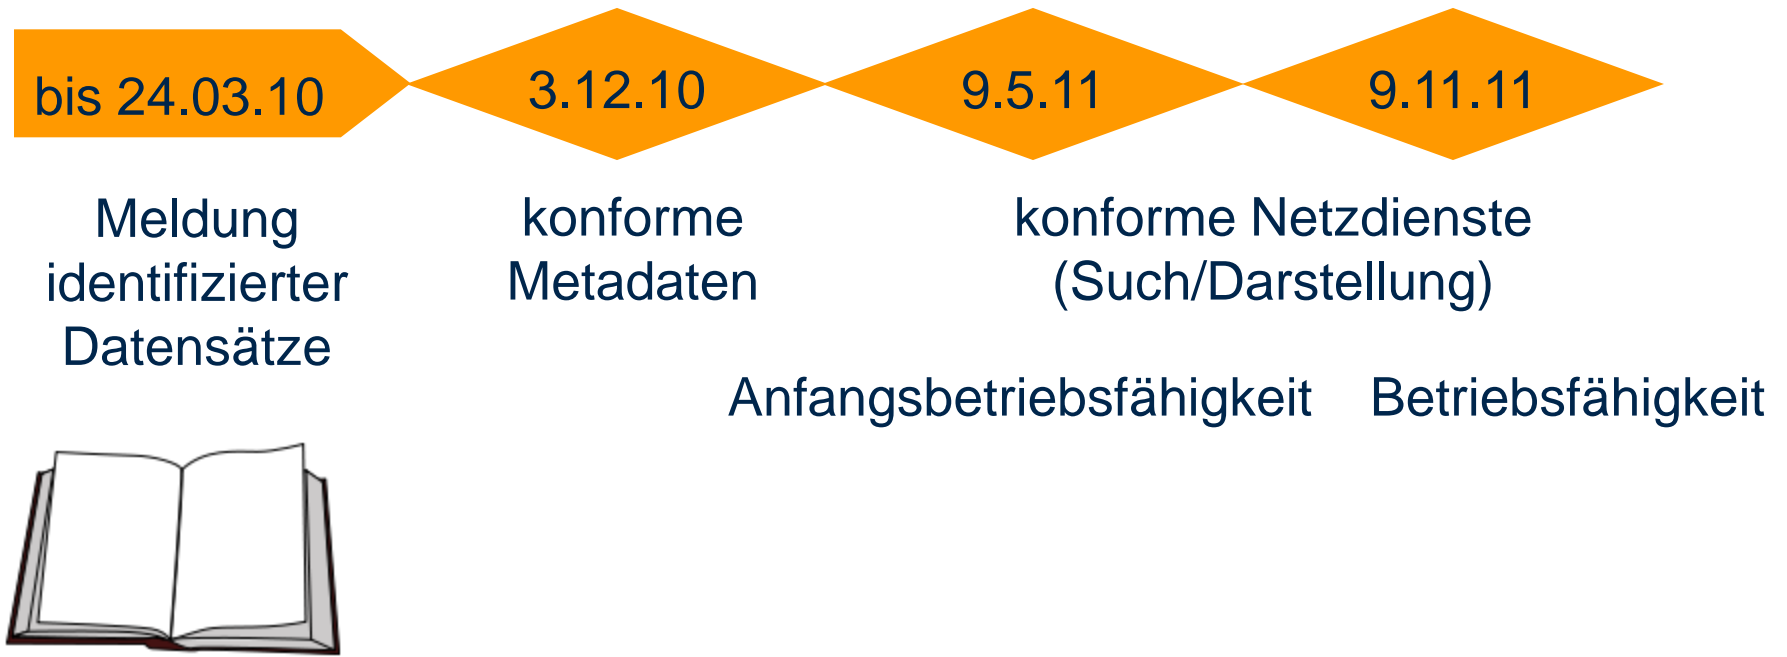 bis 24.03.10
3.12.10
9.5.11
9.11.11
Meldung
identifizierter
Datensätze
konforme
Metadaten
konforme Netzdienste
(Such/Darstellung)
Anfangsbetriebsfähigkeit
Betriebsfähigkeit